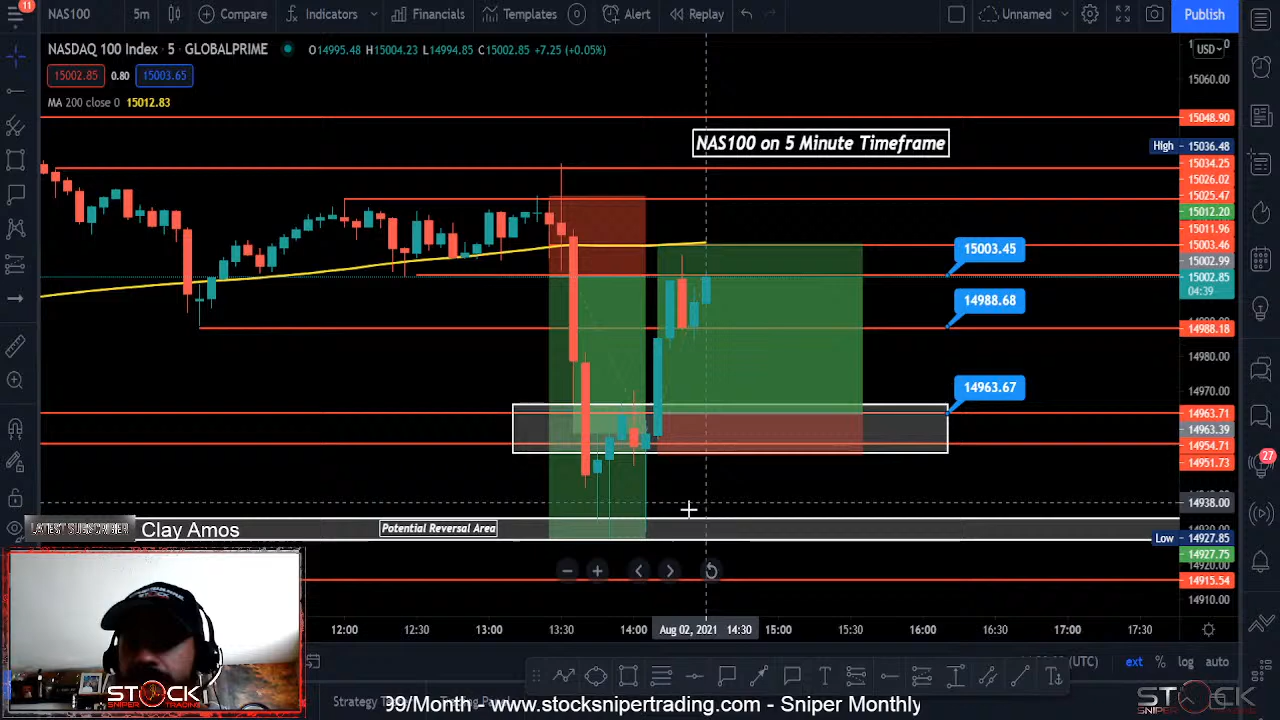 11
NAS100
5m
Compare
Indicators
Financials
Templates
Alert
Replay
Unnamed
Publish
NASDAQ 100 Index · 5 · GLOBALPRIME
O14995.48 H15004.23 L14994.85 C15002.85 +7.25 (+0.05%)
USD
15002.85
0.80
15003.65
MA 200 close 0 15012.83
15060.00
15048.90
NAS100 on 5 Minute Timeframe
High 15036.48
15034.25
15026.02
15025.47
15012.20
15011.96
15003.46
15002.99
15002.85
04:39
15003.45
14988.68
14988.18
14980.00
14970.00
14963.67
14963.71
14963.39
14954.71
14951.73
14938.00
27
LATEST SUBSCRIBER
Clay Amos
Potential Reversal Area
Low 14927.85
14927.75
14920.00
14915.54
14910.00
12:00
12:30
13:00
13:30
14:00
Aug 02, 2021 14:30
15:00
15:30
16:00
16:30
17:00
17:30
(UTC)
ext
%
log
auto
STOCK
SNIPER TRADING
99/Month - www.stocksnipertrading.com - Sniper Monthly
STOCK
SNIPER TRADING